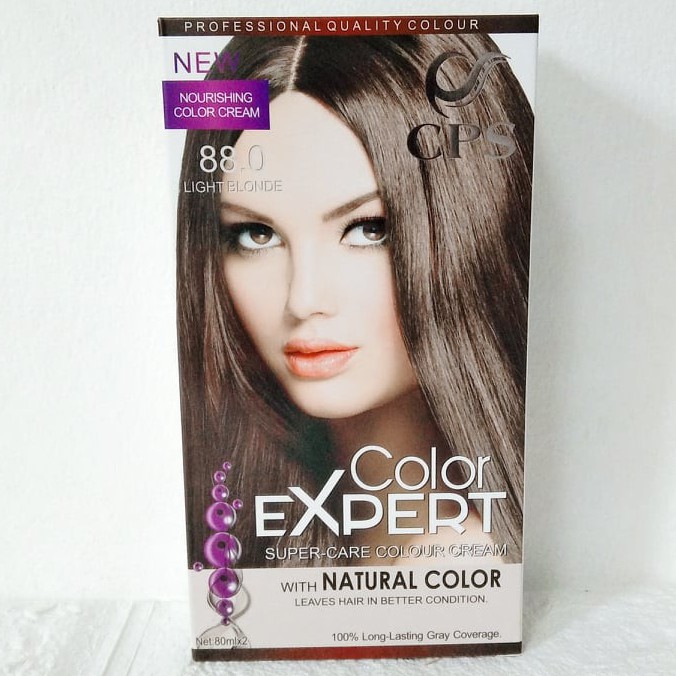 PROFESSIONAL QUALITY COLOUR
NEW
NOURISHING
COLOR CREAM
CPS
88.0
LIGHT BLONDE
Color
EXPERT
SUPER-CARE COLOUR CREAM
WITH NATURAL COLOR
LEAVES HAIR IN BETTER CONDITION.
100% Long-Lasting Gray Coverage.
Net:80mlx2